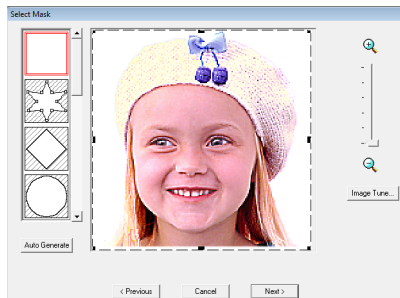 Select Mask
Image Tune...
Auto Generate
< Previous
Cancel
Next >